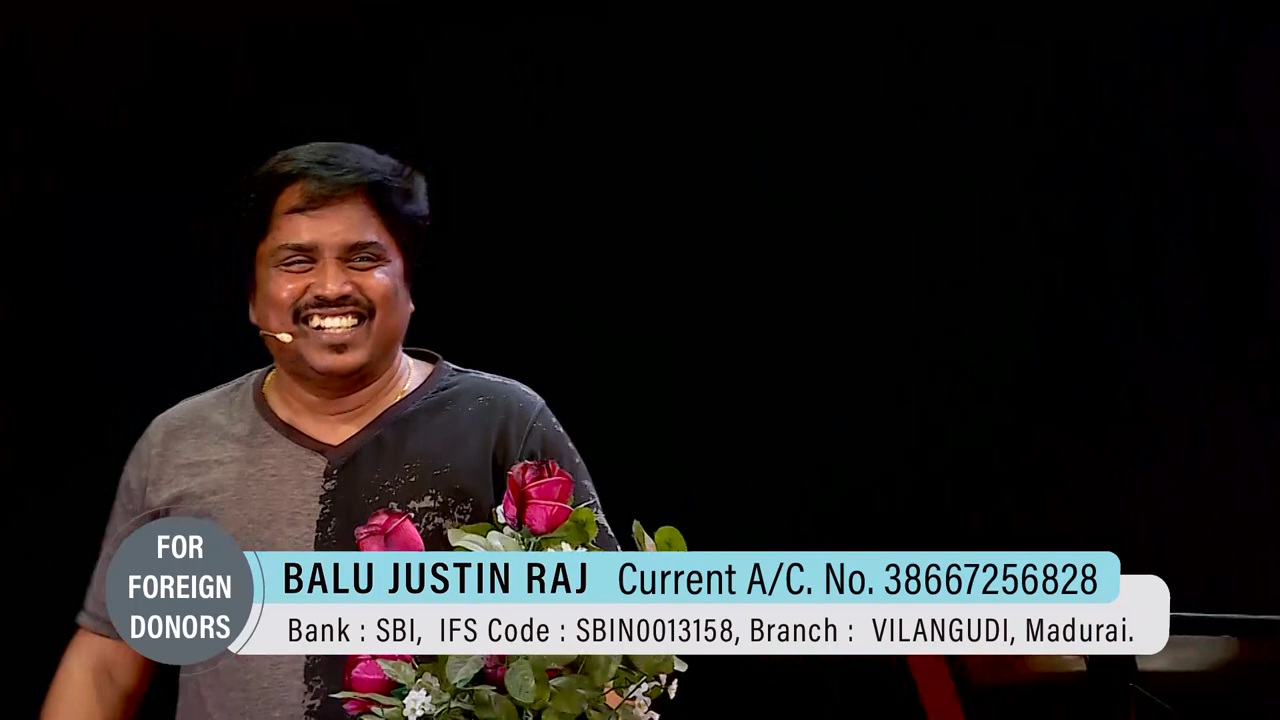 FOR
FOREIGN
DONORS
BALU JUSTIN RAJ Current A/C. No. 38667256828
Bank : SBI, IFS Code : SBIN0013158, Branch : VILANGUDI, Madurai.